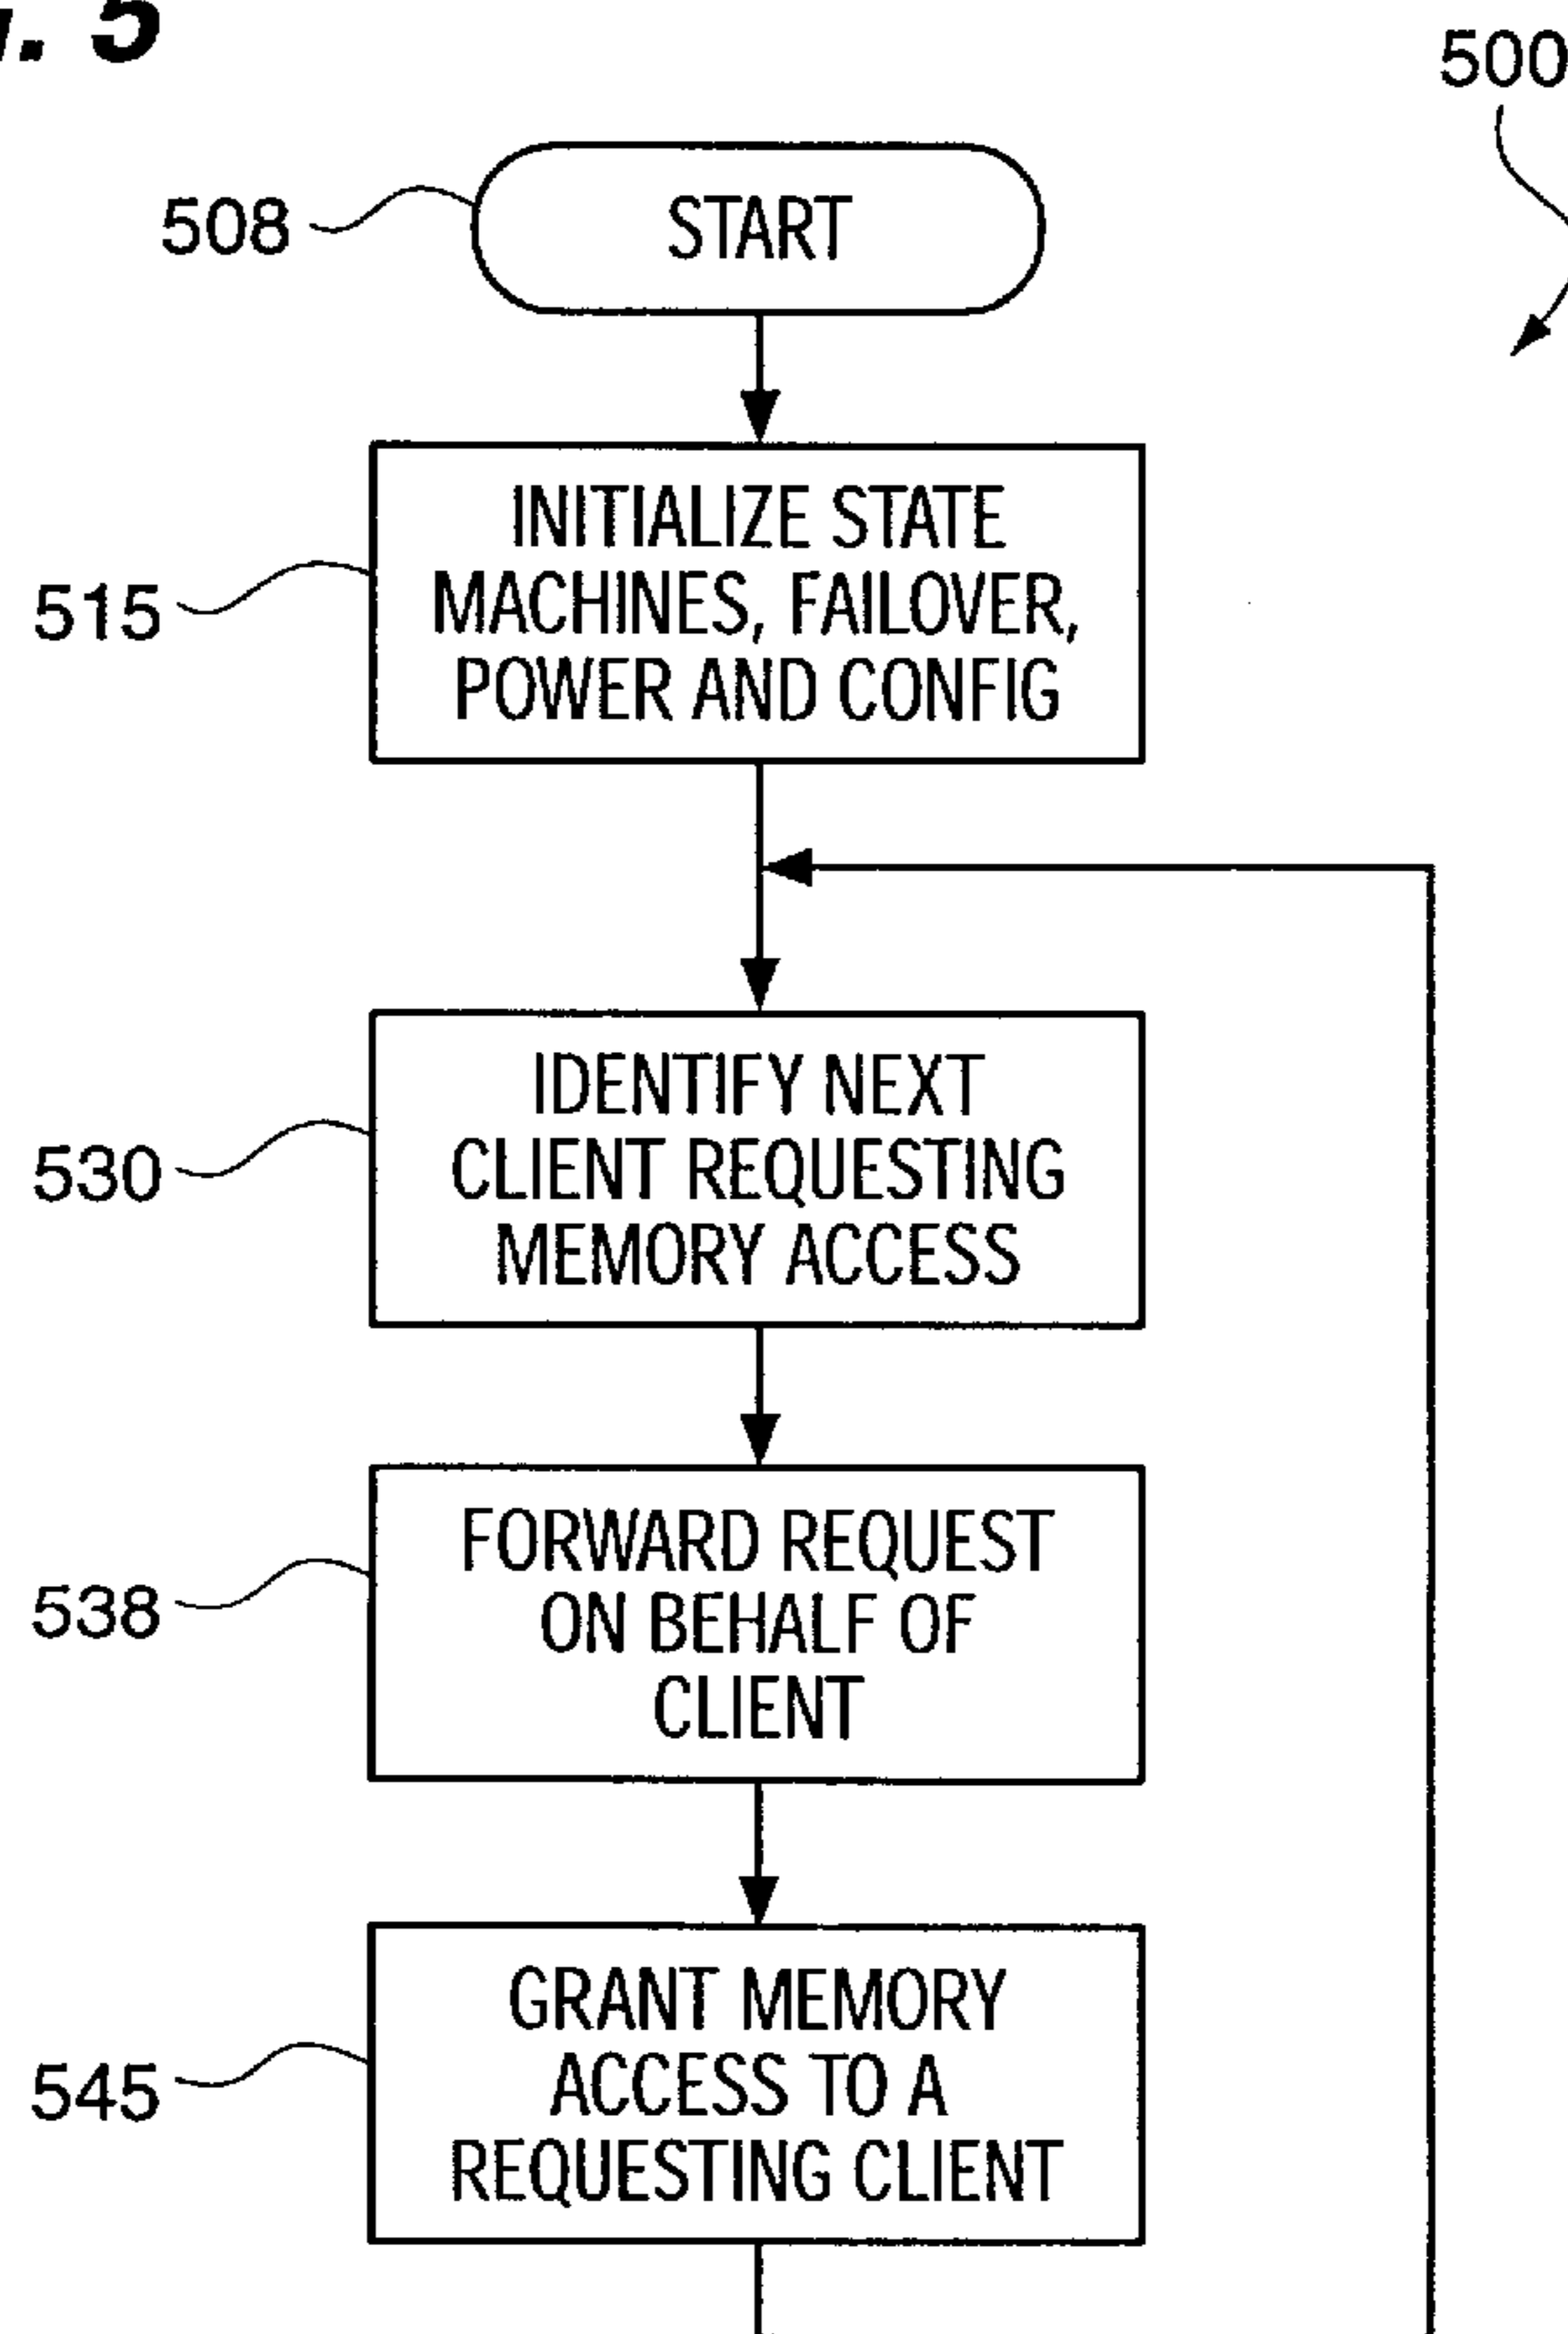 . 5
500
508
START
515
INITIALIZE STATE
MACHINES, FAILOVER,
POWER AND CONFIG
530
IDENTIFY NEXT
CLIENT REQUESTING
MEMORY ACCESS
538
FORWARD REQUEST
ON BEHALF OF
CLIENT
545
GRANT MEMORY
ACCESS TO A
REQUESTING CLIENT